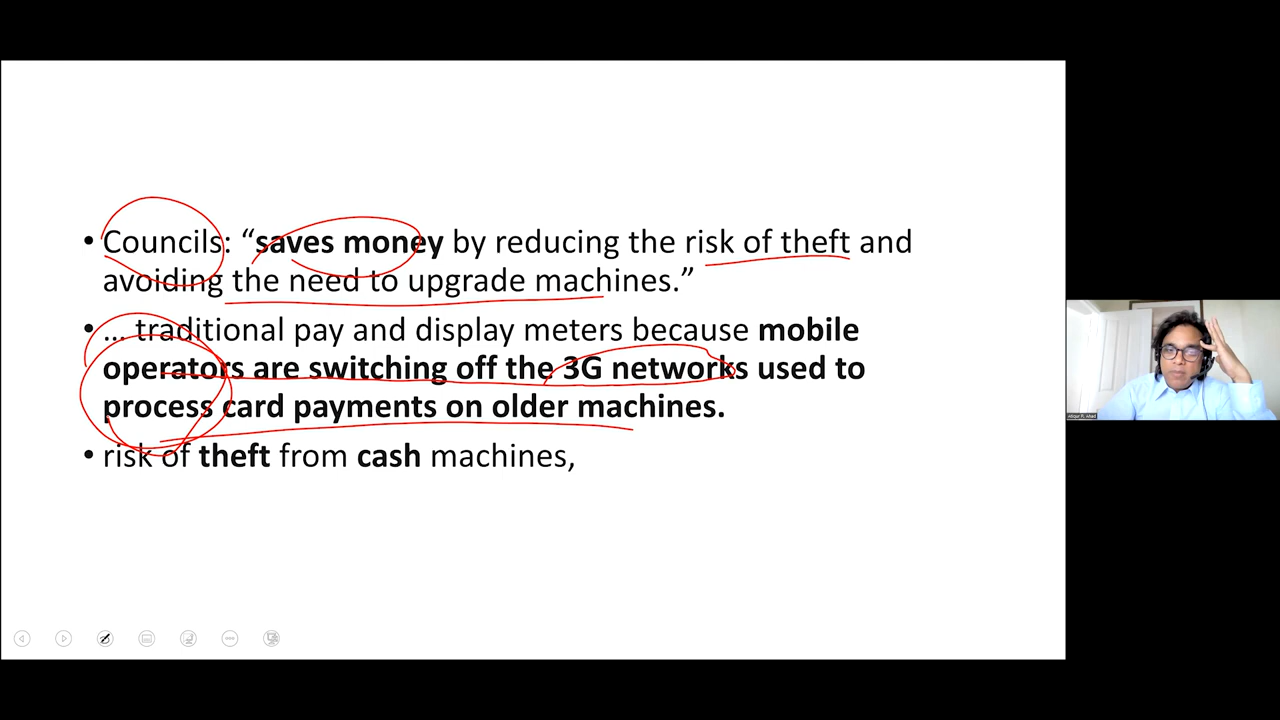 • Councils: “saves money by reducing the risk of theft and
avoiding the need to upgrade machines.”
• … traditional pay and display meters because mobile
operators are switching off the 3G networks used to
process card payments on older machines.
• risk of theft from cash machines,